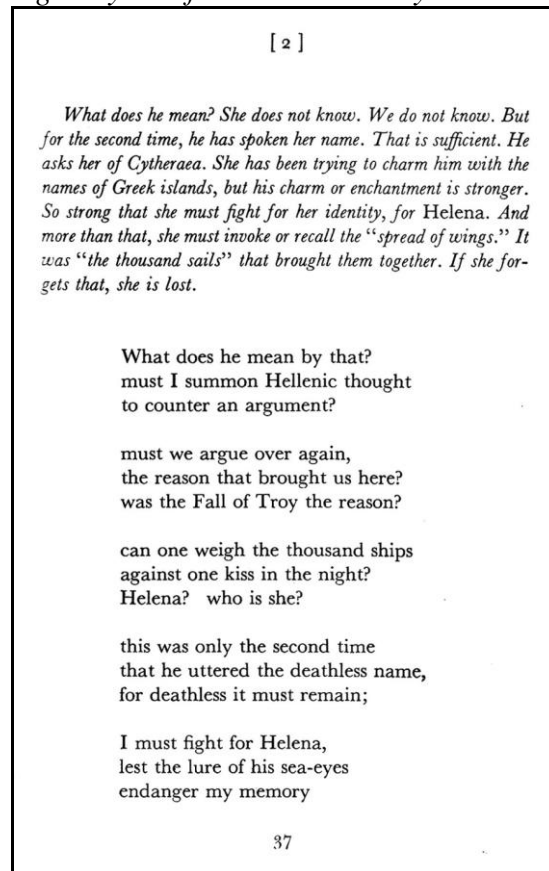 [ 2 ]
What does he mean? She does not know. We do not know. But
for the second time, he has spoken her name. That is sufficient. He
asks her of Cytheraea. She has been trying to charm him with the
names of Greek islands, but his charm or enchantment is stronger.
So strong that she must fight for her identity, for Helena. And
more than that, she must invoke or recall the “spread of wings.” It
was “the thousand sails” that brought them together. If she for-
gets that, she is lost.
What does he mean by that?
must I summon Hellenic thought
to counter an argument?
must we argue over again,
the reason that brought us here?
was the Fall of Troy the reason?
can one weigh the thousand ships
against one kiss in the night?
Helena? who is she?
this was only the second time
that he uttered the deathless name,
for deathless it must remain;
I must fight for Helena,
lest the lure of his sea-eyes
endanger my memory
37